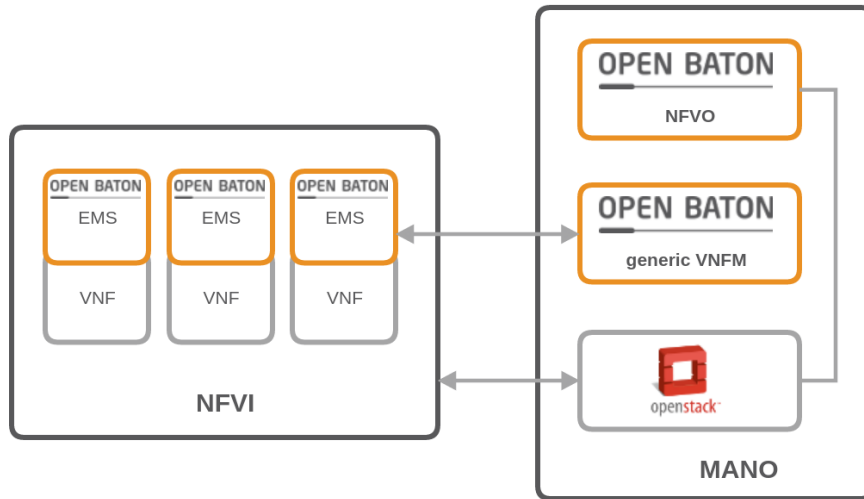 OPEN BATON
NFVO
OPEN BATON
generic VNFM
openstack
MANO
OPEN BATON
EMS
VNF
OPEN BATON
EMS
VNF
OPEN BATON
EMS
VNF
NFVI